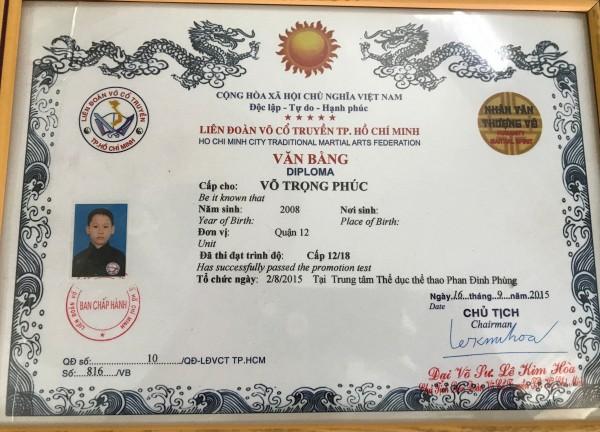 CỘNG HÒA XÃ HỘI CHỦ NGHĨA VIỆT NAM
Độc lập - Tự do - Hạnh phúc
LIÊN ĐOÀN VÕ CỔ TRUYỀN
TP.HỒ CHÍ MINH
NHÂN TÂN
THƯỢNG VÕ
HUMANITY
MARTIAL SPIRIT
LIÊN ĐOÀN VÕ CỔ TRUYỀN TP. HỒ CHÍ MINH
HO CHI MINH CITY TRADITIONAL MARTIAL ARTS FEDERATION
VĂN BẰNG
DIPLOMA
Cấp cho: VÕ TRỌNG PHÚC
Be it known that
Năm sinh: 2008 Nơi sinh:
Year of Birth: Place of Birth:
Đơn vị: Quận 12
Unit
Đã thi đạt trình độ: Cấp 12/18
Has successfully passed the promotion test
Tổ chức ngày: 2/8/2015 Tại Trung tâm Thể dục thể thao Phan Đình Phùng
Ngày 16 tháng 9 năm 2015
Date
CHỦ TỊCH
Chairman
Lekimhoa
BAN CHẤP HÀNH
QĐ số: 10 /QĐ-LĐVCT TP.HCM
Số: 816 /VB
Đại Võ Sư. Lê Kim Hòa